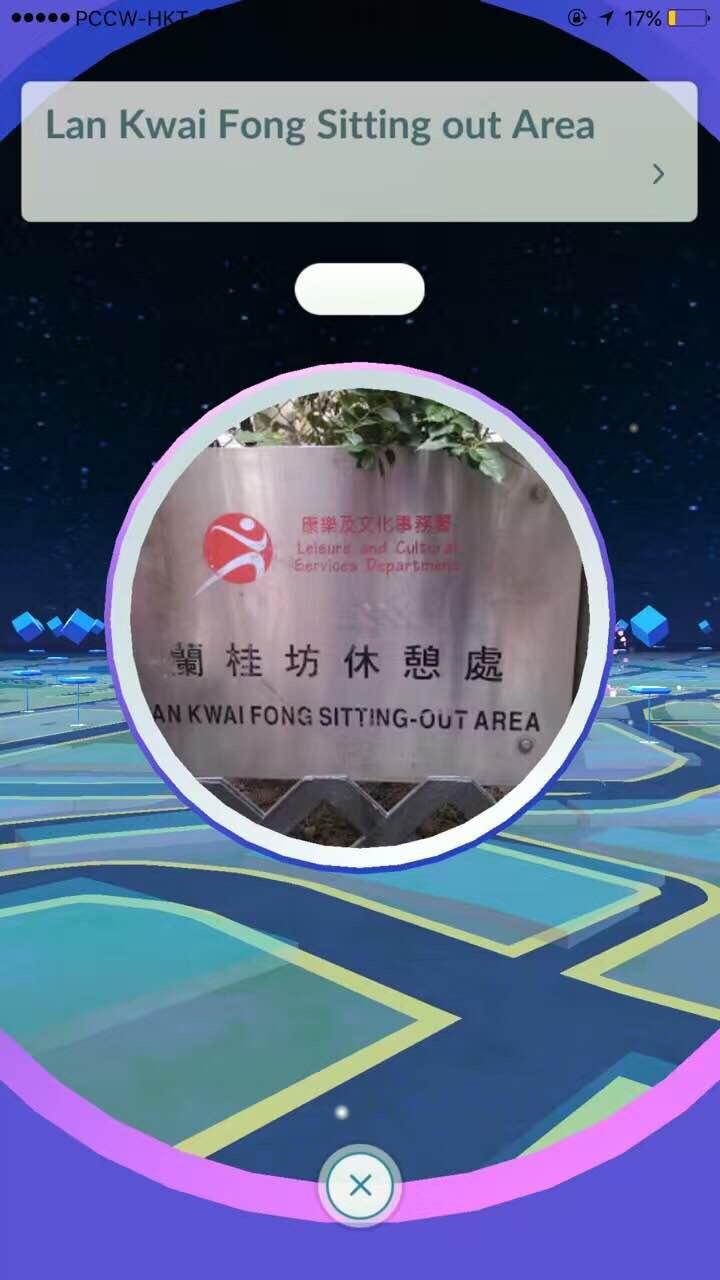 PCCW-HKT
17%
Lan Kwai Fong Sitting out Area
康樂及文化事務署
Leisure and Cultural
Services Department
蘭桂坊休憩處
AN KWAI FONG SITTING-OUT AREA